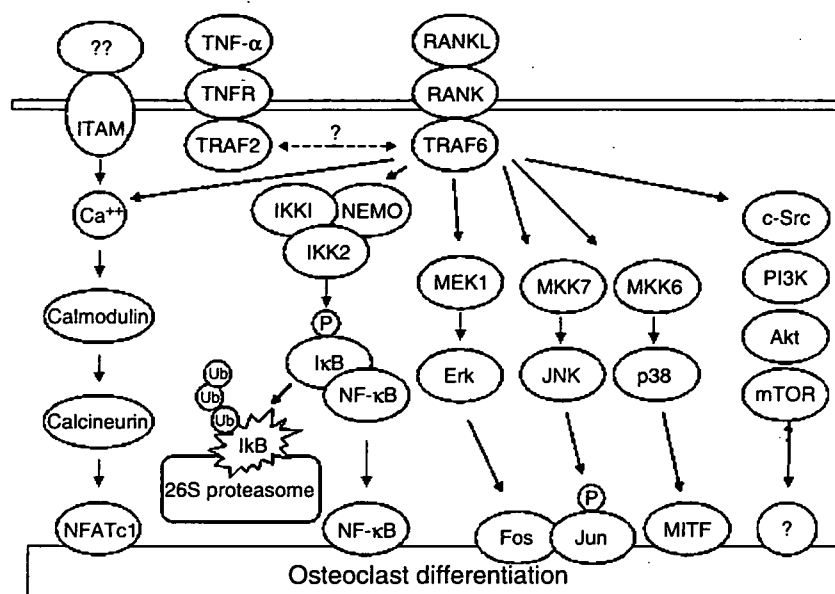 ??
TNF-α
RANKL
TNFR
RANK
ITAM
TRAF2
?
TRAF6
Ca++
IKKI
NEMO
IKK2
c-Src
MEK1
MKK7
MKK6
PI3K
Calmodulin
P
IκB
NF-κB
Erk
JNK
p38
Akt
mTOR
Ub
Ub
Ub
IkB
Calcineurin
26S proteasome
P
NFATc1
NF-κB
Fos
Jun
MITF
?
Osteoclast differentiation